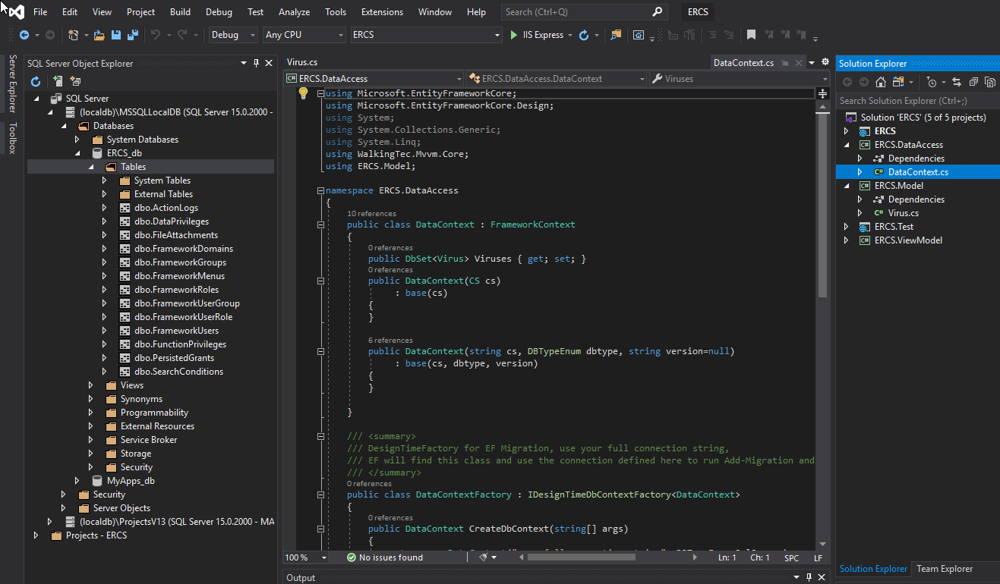 File Edit View Project Build Debug Test Analyze Tools Extensions Window Help Search (Ctrl+Q) ERCS
Debug Any CPU ERCS IIS Express
Server Explorer
Toolbox
SQL Server Object Explorer
SQL Server
(localdb)\MSSQLLocalDB (SQL Server 15.0.2000 -
Databases
System Databases
ERCS_db
Tables
System Tables
External Tables
dbo.ActionLogs
dbo.DataPrivileges
dbo.FileAttachments
dbo.FrameworkDomains
dbo.FrameworkGroups
dbo.FrameworkMenus
dbo.FrameworkRoles
dbo.FrameworkUserGroup
dbo.FrameworkUserRole
dbo.FrameworkUsers
dbo.FunctionPrivileges
dbo.PersistedGrants
dbo.SearchConditions
Views
Synonyms
Programmability
External Resources
Service Broker
Storage
Security
MyApps_db
Security
Server Objects
(localdb)\ProjectsV13 (SQL Server 15.0.2000 - MA
Projects - ERCS
Virus.cs DataContext.cs
ERCS.DataAccess ERCS.DataAccess.DataContext Viruses
using Microsoft.EntityFrameworkCore;
using Microsoft.EntityFrameworkCore.Design;
using System;
using System.Collections.Generic;
using System.Linq;
using WalkingTec.Mvvm.Core;
using ERCS.Model;
namespace ERCS.DataAccess
{
10 references
public class DataContext : FrameworkContext
{
0 references
public DbSet<Virus> Viruses { get; set; }
0 references
public DataContext(CS cs)
: base(cs)
{
}
6 references
public DataContext(string cs, DBTypeEnum dbtype, string version=null)
: base(cs, dbtype, version)
{
}
}
/// <summary>
/// DesignTimeFactory for EF Migration, use your full connection string,
/// EF will find this class and use the connection defined here to run Add-Migration and
/// </summary>
0 references
public class DataContextFactory : IDesignTimeDbContextFactory<DataContext>
{
0 references
public DataContext CreateDbContext(string[] args)
{
100 % No issues found Ln: 1 Ch: 1 SPC LF
Output
Solution Explorer
Search Solution Explorer (Ctrl+;)
Solution 'ERCS' (5 of 5 projects)
ERCS
ERCS.DataAccess
Dependencies
DataContext.cs
ERCS.Model
Dependencies
Virus.cs
ERCS.Test
ERCS.ViewModel
Solution Explorer Team Explorer